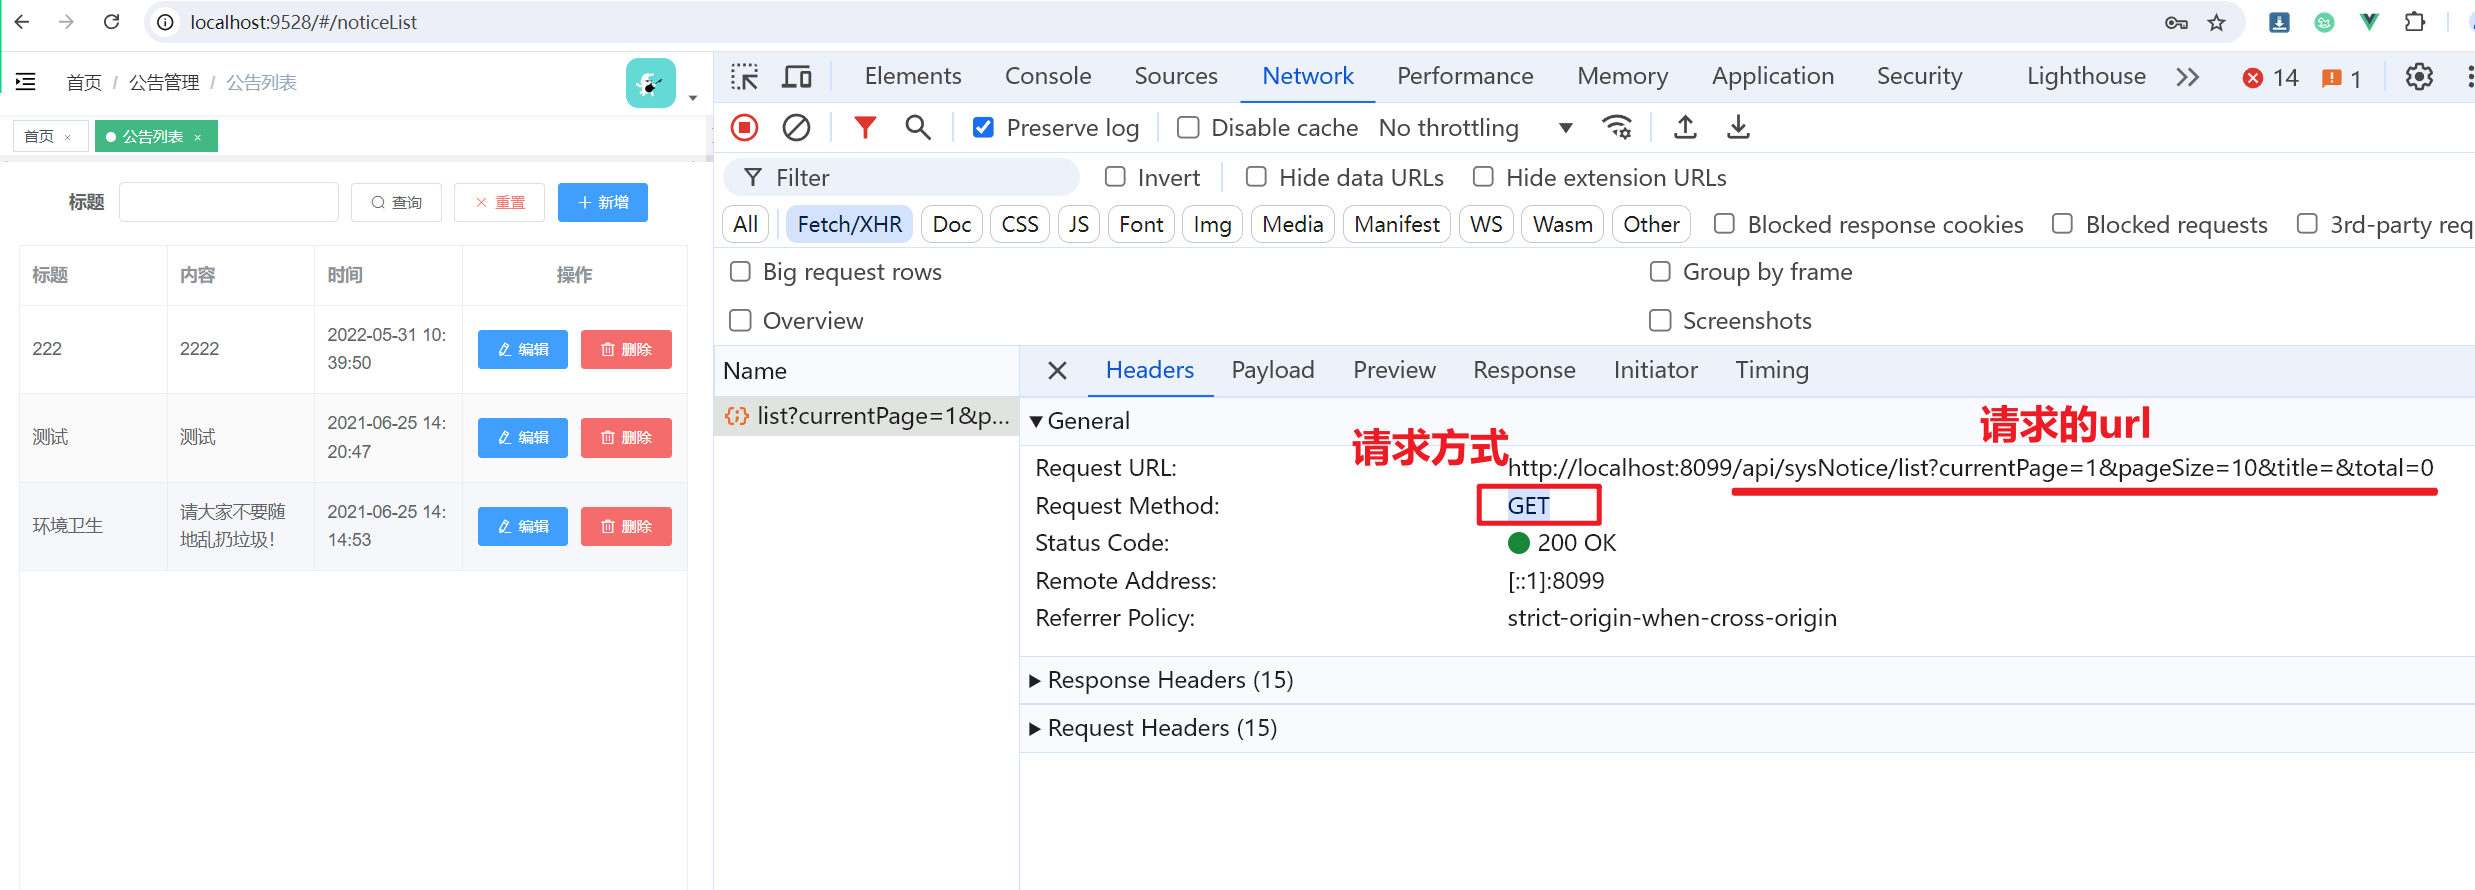 localhost:9528/#/noticeList
首页 / 公告管理 / 公告列表
首页 × 公告列表 ×
标题 查询 重置 新增
标题 内容 时间 操作
222 2222 2022-05-31 10:39:50 编辑 删除
测试 测试 2021-06-25 14:20:47 编辑 删除
环境卫生 请大家不要随地乱扔垃圾! 2021-06-25 14:14:53 编辑 删除
Elements Console Sources Network Performance Memory Application Security Lighthouse 14 1
Preserve log Disable cache No throttling
Filter Invert Hide data URLs Hide extension URLs
All Fetch/XHR Doc CSS JS Font Img Media Manifest WS Wasm Other Blocked response cookies Blocked requests 3rd-party req
Big request rows Group by frame
Overview Screenshots
Name Headers Payload Preview Response Initiator Timing
list?currentPage=1&p...
General
请求方式 请求的url
Request URL: http://localhost:8099/api/sysNotice/list?currentPage=1&pageSize=10&title=&total=0
Request Method: GET
Status Code: 200 OK
Remote Address: [::1]:8099
Referrer Policy: strict-origin-when-cross-origin
Response Headers (15)
Request Headers (15)